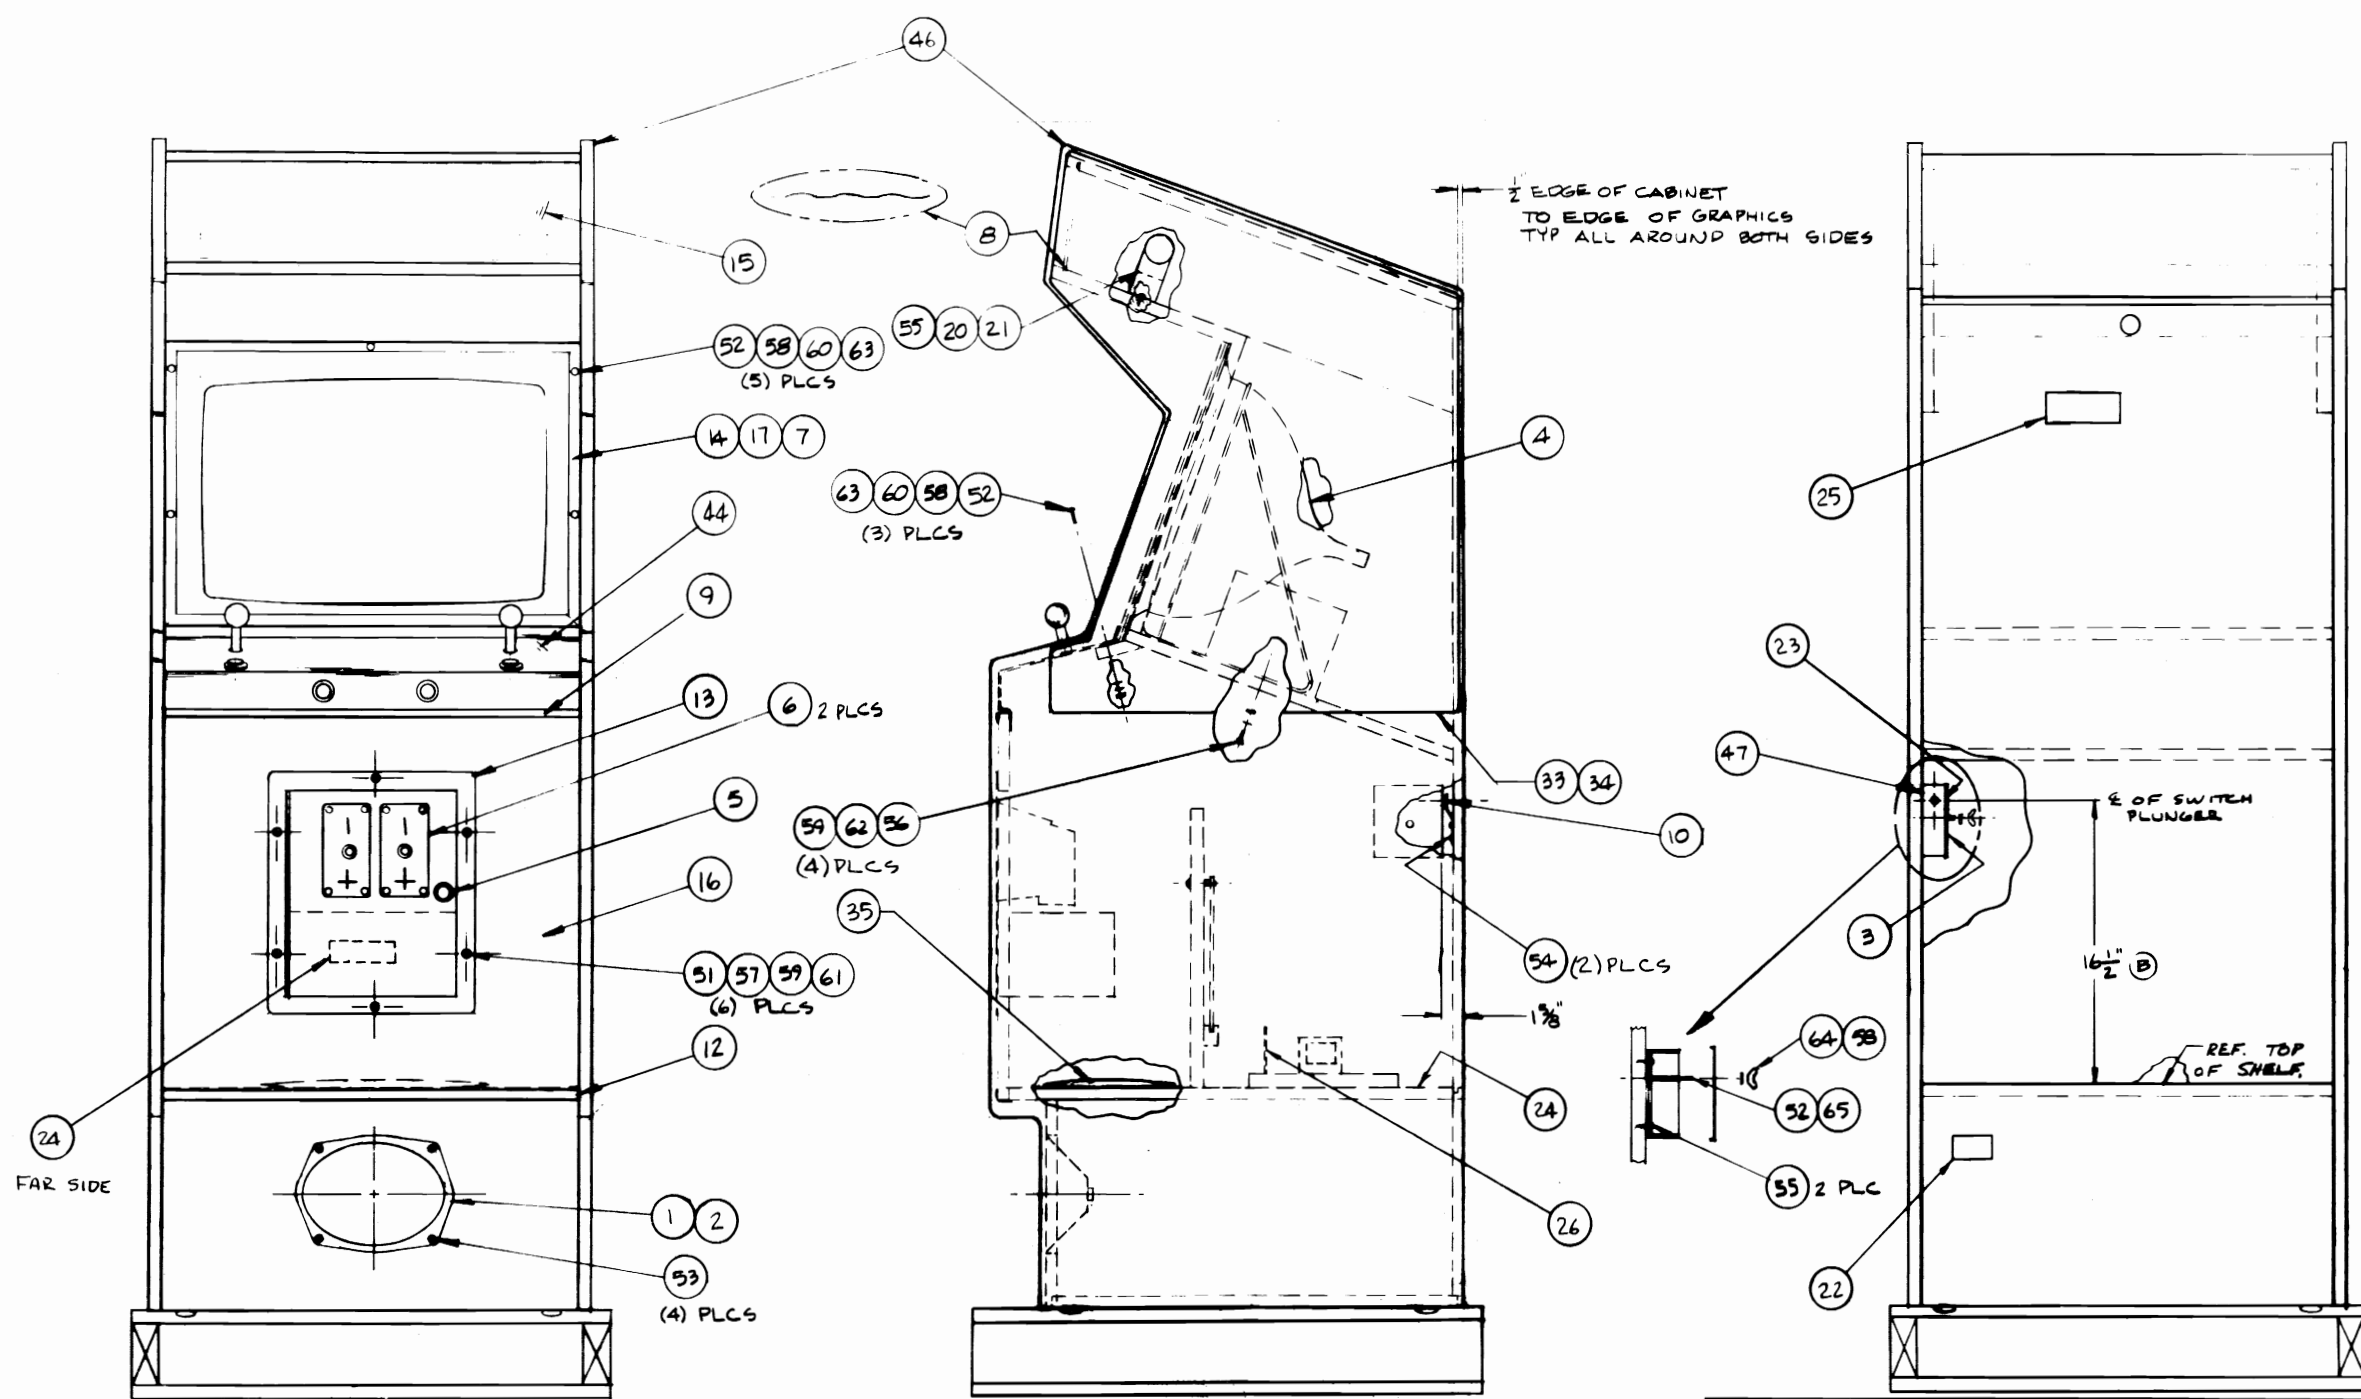 46
15
8
1/2 EDGE OF CABINET
TO EDGE OF GRAPHICS
TYP ALL AROUND BOTH SIDES
52 58 60 63
(5) PLCS
55 20 21
14 17 7
4
25
63 60 58 52
(3) PLCS
44
9
13
6 2 PLCS
5
16
51 57 59 61
(6) PLCS
12
24
FAR SIDE
1 2
53
(4) PLCS
59 62 56
(4) PLCS
35
33 34
10
54 (2) PLCS
1 5/8"
24
26
23
47
℄ OF SWITCH
PLUNGER
3
16 1/2" B
REF. TOP
OF SHELF.
64 58
52 65
55 2 PLC
22